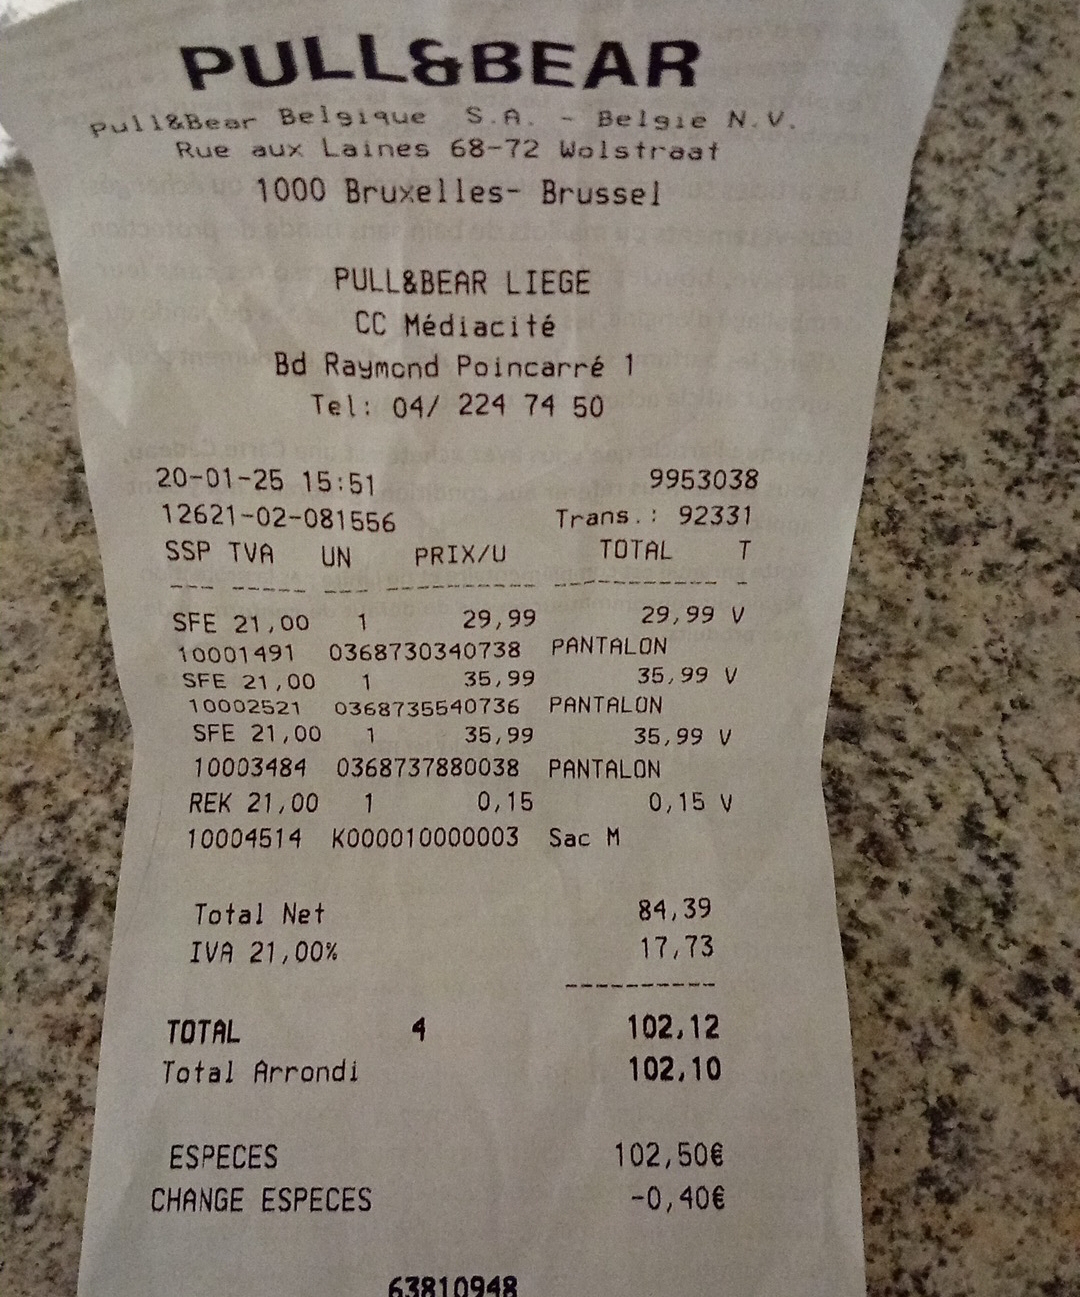 PULL&BEAR
Pull&Bear Belgique S.A. - Belgie N.V.
Rue aux Laines 68-72 Wolstraat
1000 Bruxelles- Brussel
PULL&BEAR LIEGE
CC Médiacité
Bd Raymond Poincarré 1
Tel: 04/ 224 74 50
20-01-25 15:51 9953038
12621-02-081556 Trans.: 92331
SSP TVA UN PRIX/U TOTAL T
--- ----- --- ---------- ----------- -
SFE 21,00 1 29,99 29,99 V
10001491 0368730340738 PANTALON
SFE 21,00 1 35,99 35,99 V
10002521 0368735540736 PANTALON
SFE 21,00 1 35,99 35,99 V
10003484 0368737880038 PANTALON
REK 21,00 1 0,15 0,15 V
10004514 K000010000003 Sac M
Total Net 84,39
IVA 21,00% 17,73
----------
TOTAL 4 102,12
Total Arrondi 102,10
ESPECES 102,50€
CHANGE ESPECES -0,40€
63810948